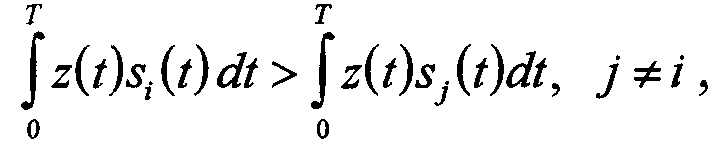 ∫₀ᵀ z(t)sᵢ(t) dt > ∫₀ᵀ z(t)sⱼ(t)dt, j ≠ i ,